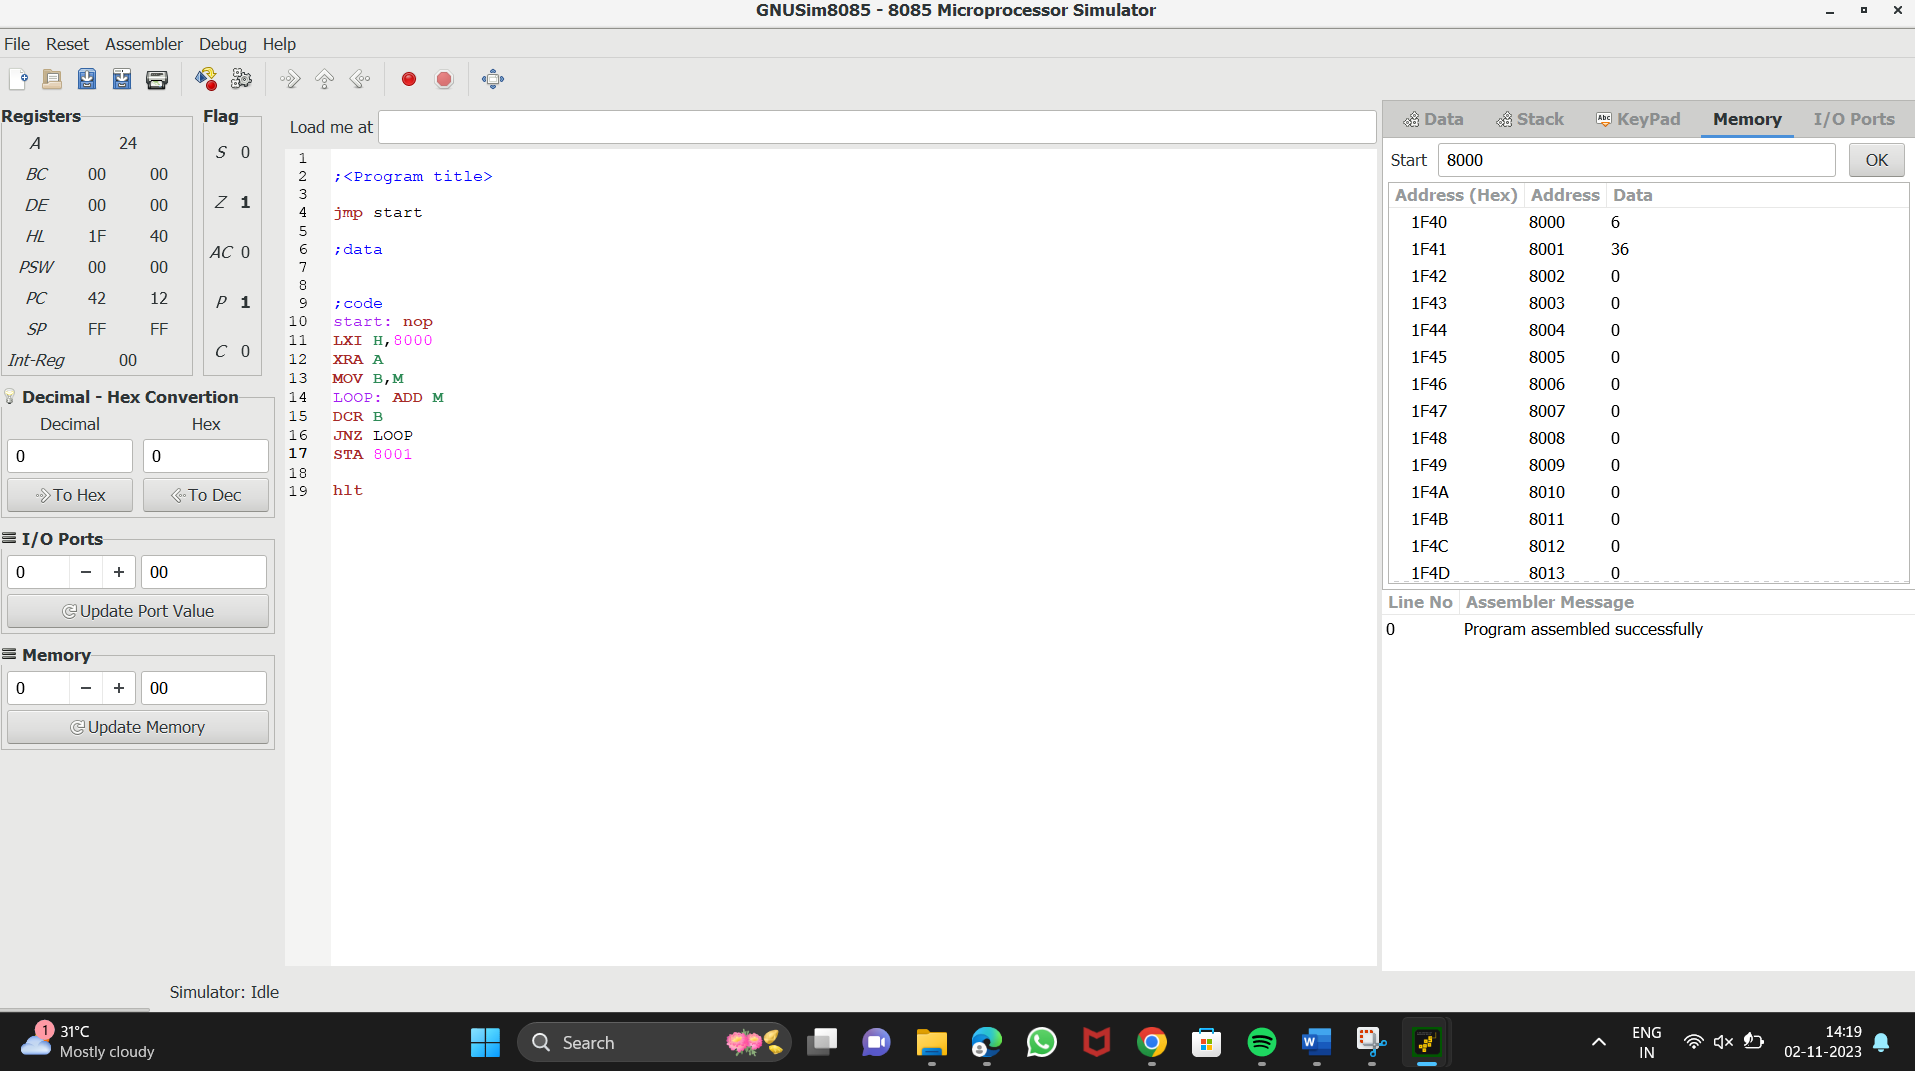 GNUSim8085 - 8085 Microprocessor Simulator
File Reset Assembler Debug Help
Registers
A 24
BC 00 00
DE 00 00
HL 1F 40
PSW 00 00
PC 42 12
SP FF FF
Int-Reg 00
Flag
S 0
Z 1
AC 0
P 1
C 0
Decimal - Hex Convertion
Decimal Hex
0 0
To Hex To Dec
I/O Ports
0 − + 00
Update Port Value
Memory
0 − + 00
Update Memory
Load me at
1
2 ;<Program title>
3
4 jmp start
5
6 ;data
7
8
9 ;code
10 start: nop
11 LXI H,8000
12 XRA A
13 MOV B,M
14 LOOP: ADD M
15 DCR B
16 JNZ LOOP
17 STA 8001
18
19 hlt
Data Stack KeyPad Memory I/O Ports
Start 8000 OK
Address (Hex) Address Data
1F40 8000 6
1F41 8001 36
1F42 8002 0
1F43 8003 0
1F44 8004 0
1F45 8005 0
1F46 8006 0
1F47 8007 0
1F48 8008 0
1F49 8009 0
1F4A 8010 0
1F4B 8011 0
1F4C 8012 0
1F4D 8013 0
Line No Assembler Message
0 Program assembled successfully
Simulator: Idle
1
31°C
Mostly cloudy
Search
ENG
IN
14:19
02-11-2023